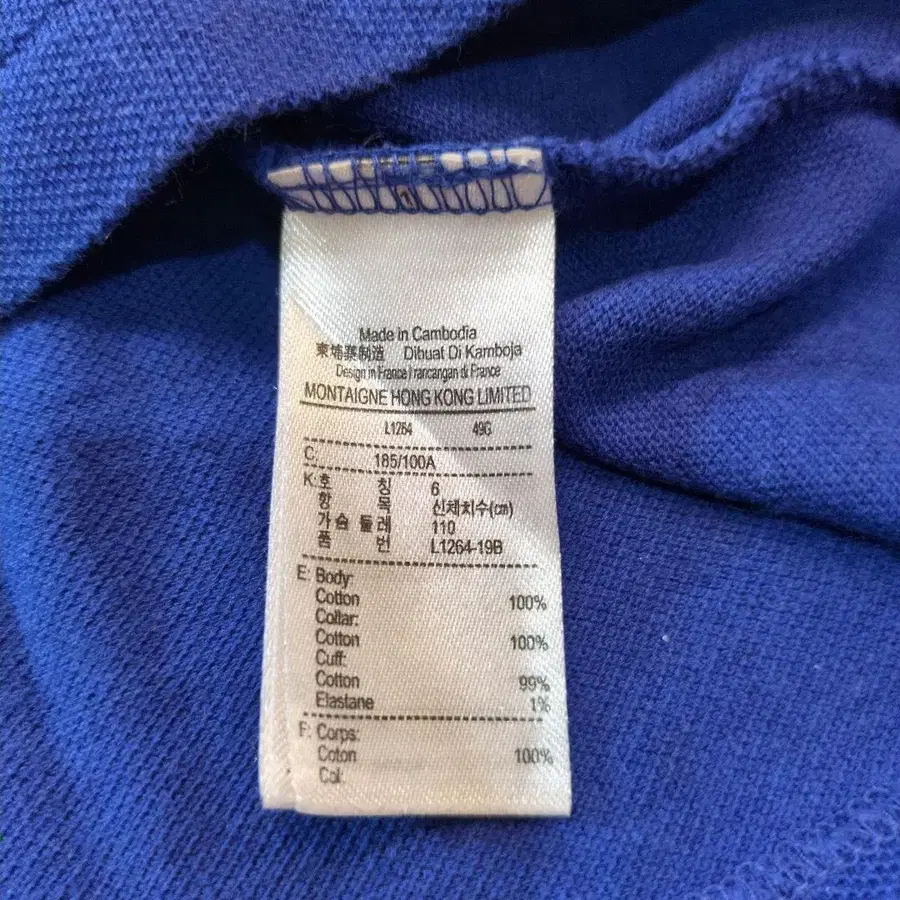 Made in Cambodia
柬埔寨制造 Dibuat Di Kamboja
Design in France / rancangan di France
MONTAIGNE HONG KONG LIMITED
L1264 49G
C: 185/100A
K: 호 칭 6
항 목 신체치수(㎝)
가슴둘레 110
품 번 L1264-19B
E: Body:
Cotton 100%
Collar:
Cotton 100%
Cuff:
Cotton 99%
Elastane 1%
F: Corps:
Coton 100%
Col: